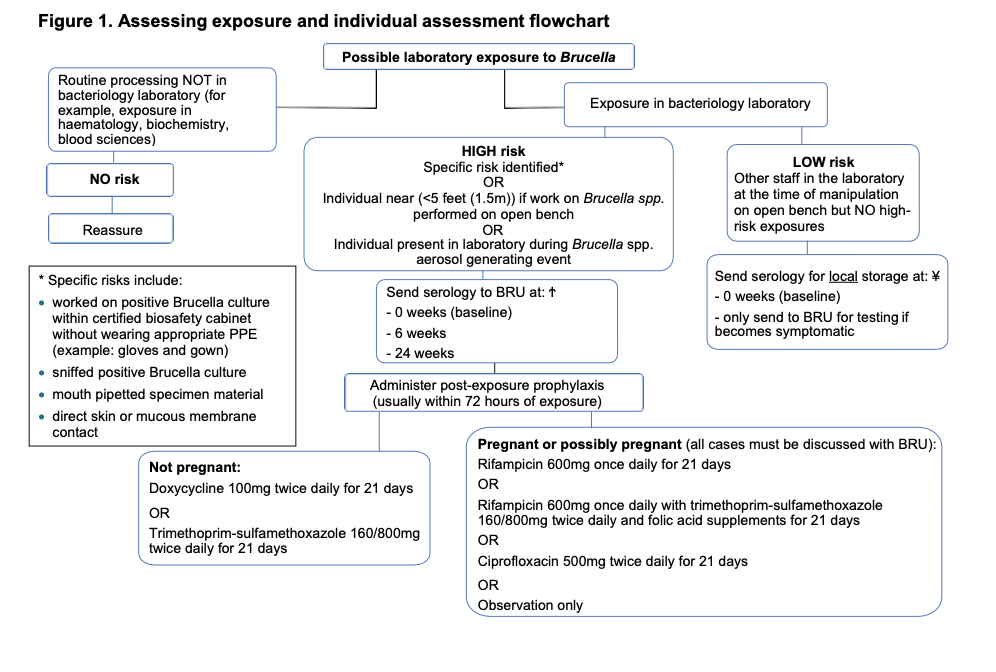 Figure 1. Assessing exposure and individual assessment flowchart
Possible laboratory exposure to Brucella
Routine processing NOT in
bacteriology laboratory (for
example, exposure in
haematology, biochemistry,
blood sciences)
NO risk
Reassure
Exposure in bacteriology laboratory
HIGH risk
Specific risk identified*
OR
Individual near (<5 feet (1.5m)) if work on Brucella spp.
performed on open bench
OR
Individual present in laboratory during Brucella spp.
aerosol generating event
LOW risk
Other staff in the laboratory
at the time of manipulation
on open bench but NO high-
risk exposures
* Specific risks include:
• worked on positive Brucella culture
within certified biosafety cabinet
without wearing appropriate PPE
(example: gloves and gown)
• sniffed positive Brucella culture
• mouth pipetted specimen material
• direct skin or mucous membrane
contact
Send serology to BRU at: †
- 0 weeks (baseline)
- 6 weeks
- 24 weeks
Send serology for local storage at: ¥
- 0 weeks (baseline)
- only send to BRU for testing if
becomes symptomatic
Administer post-exposure prophylaxis
(usually within 72 hours of exposure)
Not pregnant:
Doxycycline 100mg twice daily for 21 days
OR
Trimethoprim-sulfamethoxazole 160/800mg
twice daily for 21 days
Pregnant or possibly pregnant (all cases must be discussed with BRU):
Rifampicin 600mg once daily for 21 days
OR
Rifampicin 600mg once daily with trimethoprim-sulfamethoxazole
160/800mg twice daily and folic acid supplements for 21 days
OR
Ciprofloxacin 500mg twice daily for 21 days
OR
Observation only